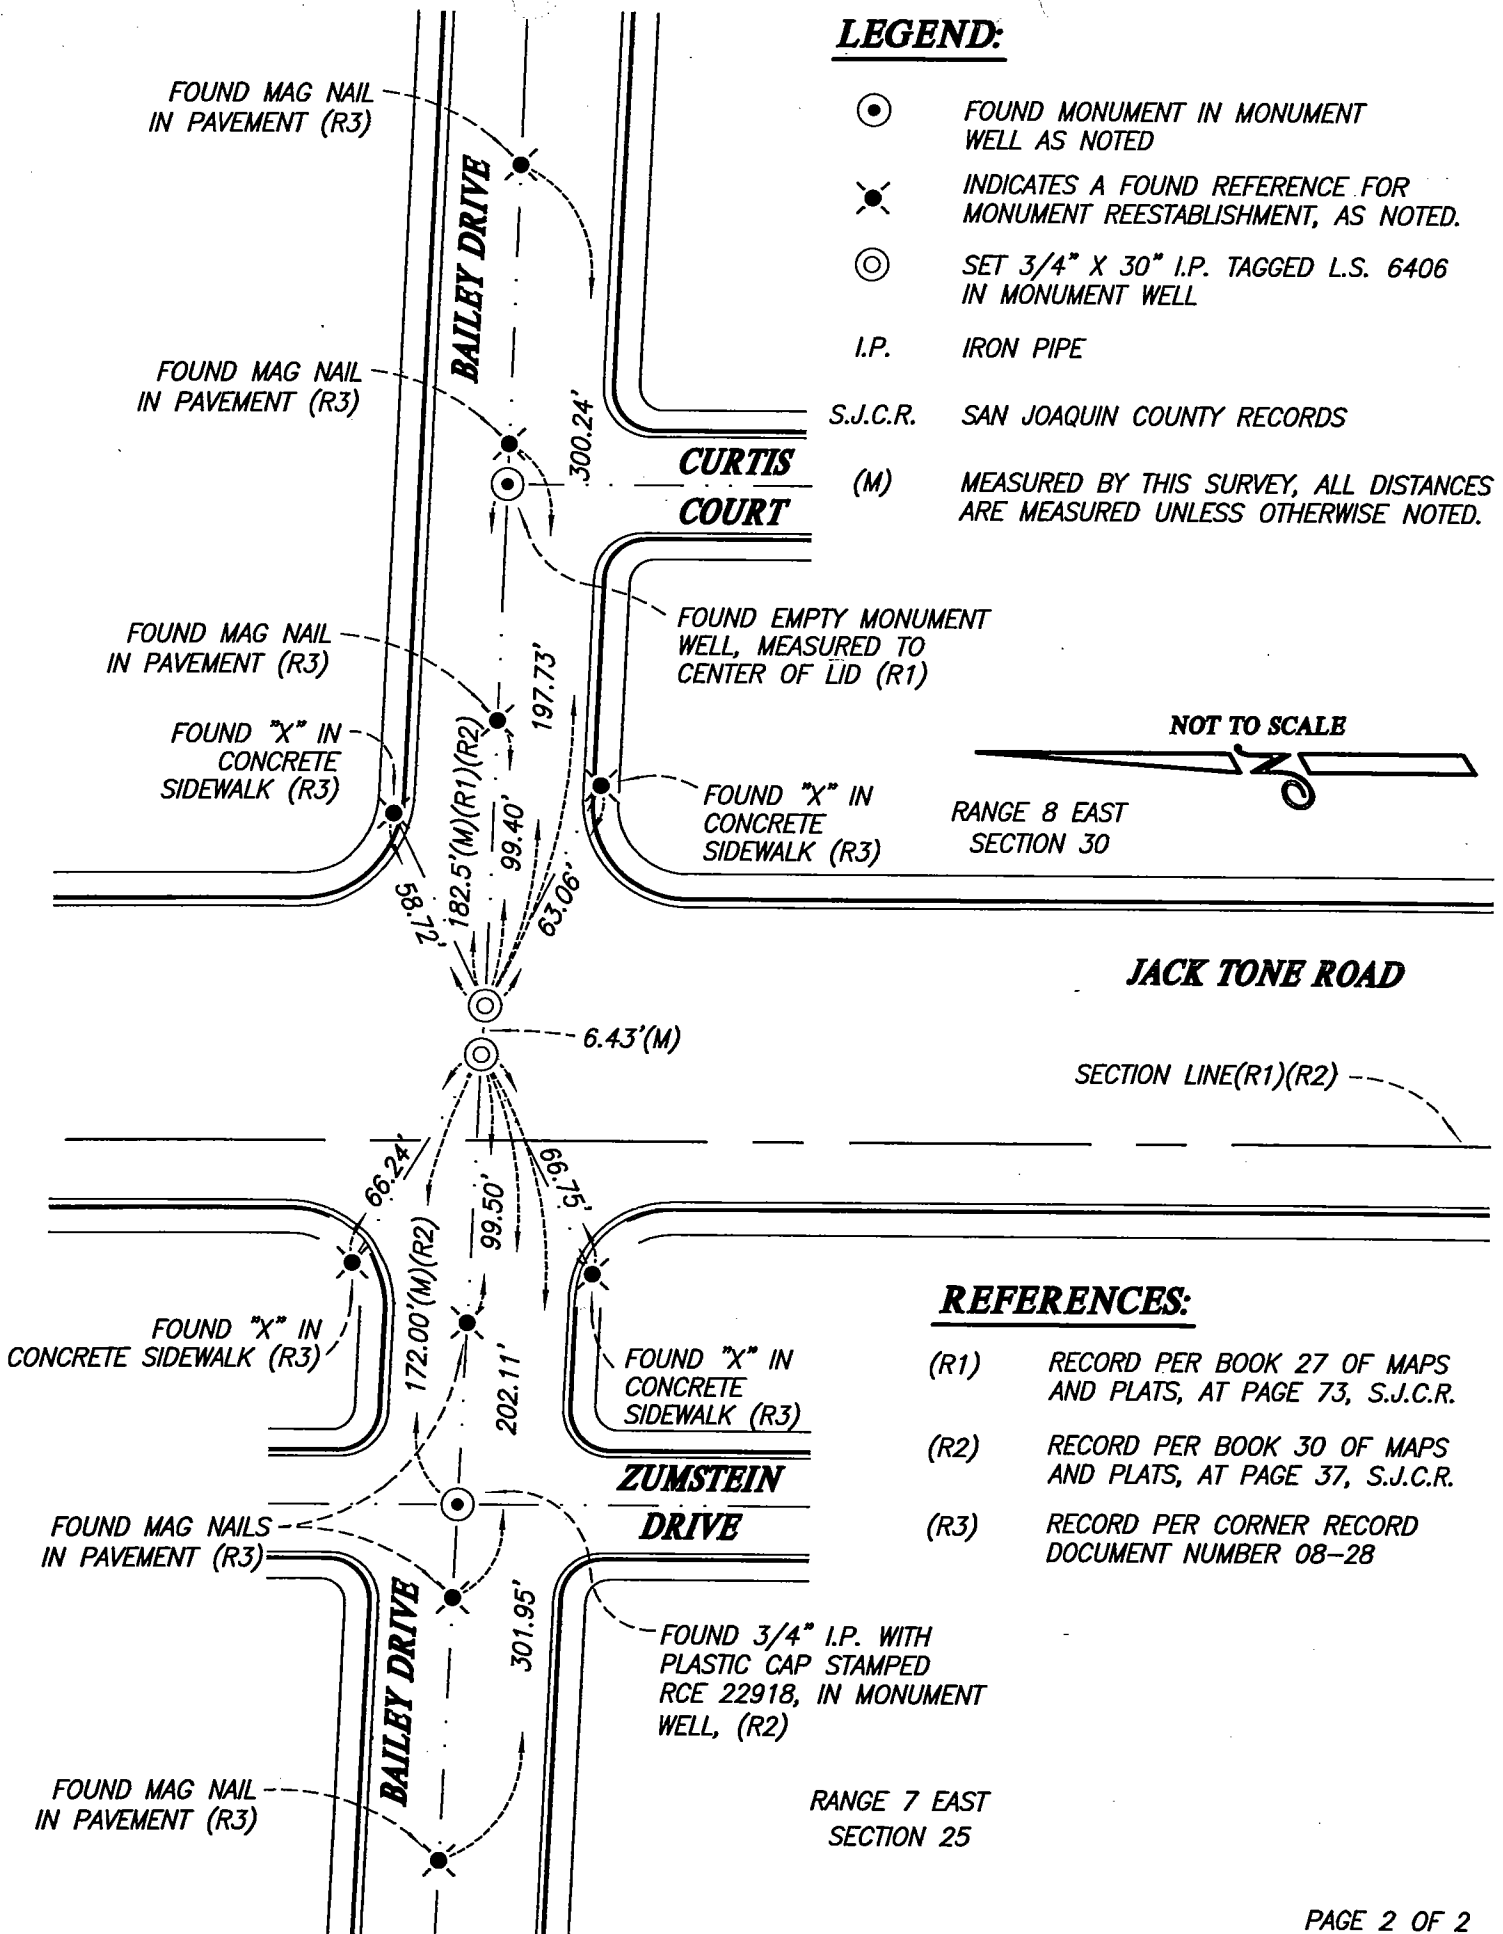 LEGEND:
FOUND MONUMENT IN MONUMENT
WELL AS NOTED
INDICATES A FOUND REFERENCE FOR
MONUMENT REESTABLISHMENT, AS NOTED.
SET 3/4" X 30" I.P. TAGGED L.S. 6406
IN MONUMENT WELL
I.P. IRON PIPE
S.J.C.R. SAN JOAQUIN COUNTY RECORDS
(M) MEASURED BY THIS SURVEY, ALL DISTANCES
ARE MEASURED UNLESS OTHERWISE NOTED.
FOUND MAG NAIL
IN PAVEMENT (R3)
BAILEY DRIVE
FOUND MAG NAIL
IN PAVEMENT (R3)
300.24'
CURTIS
COURT
FOUND EMPTY MONUMENT
WELL, MEASURED TO
CENTER OF LID (R1)
FOUND MAG NAIL
IN PAVEMENT (R3)
197.73'
FOUND "X" IN
CONCRETE
SIDEWALK (R3)
182.5'(M)(R1)(R2)
99.40'
FOUND "X" IN
CONCRETE
SIDEWALK (R3)
NOT TO SCALE
N
RANGE 8 EAST
SECTION 30
58.72'
63.06'
JACK TONE ROAD
6.43'(M)
SECTION LINE(R1)(R2)
66.24'
66.75'
99.50'
172.00'(M)(R2)
FOUND "X" IN
CONCRETE SIDEWALK (R3)
202.11'
FOUND "X" IN
CONCRETE
SIDEWALK (R3)
ZUMSTEIN
DRIVE
FOUND MAG NAILS
IN PAVEMENT (R3)
BAILEY DRIVE
301.95'
FOUND 3/4" I.P. WITH
PLASTIC CAP STAMPED
RCE 22918, IN MONUMENT
WELL, (R2)
FOUND MAG NAIL
IN PAVEMENT (R3)
REFERENCES:
(R1) RECORD PER BOOK 27 OF MAPS
AND PLATS, AT PAGE 73, S.J.C.R.
(R2) RECORD PER BOOK 30 OF MAPS
AND PLATS, AT PAGE 37, S.J.C.R.
(R3) RECORD PER CORNER RECORD
DOCUMENT NUMBER 08-28
RANGE 7 EAST
SECTION 25
PAGE 2 OF 2